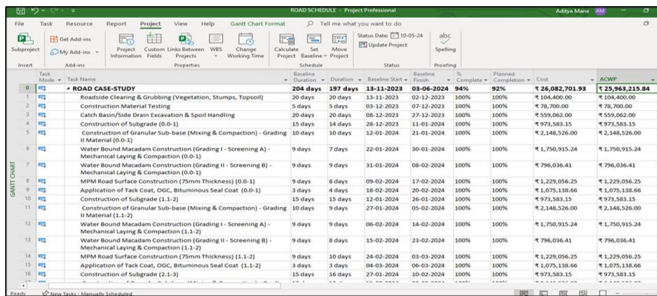 ROAD SCHEDULE - Project Professional
Aditya Mane
File Task Resource Report Project View Help Gantt Chart Format Tell me what you want to do
Subproject
Get Add-ins
My Add-ins
Project Information
Custom Fields
Links Between Projects
WBS
Change Working Time
Calculate Project
Set Baseline
Move Project
Status Date: 10-05-24
Update Project
abc
Spelling
Insert Add-ins Properties Schedule Status Proofing
Task Mode Task Name Baseline Duration Duration Baseline Start Baseline Finish % Complete Planned Completion Cost ACWP
0 ROAD CASE-STUDY 204 days 197 days 13-11-2023 03-06-2024 94% 92% ₹ 26,082,701.93 ₹ 25,963,215.84
1 Roadside Clearing & Grubbing (Vegetation, Stumps, Topsoil) 20 days 20 days 13-11-2023 02-12-2023 100% 100% ₹ 104,400.00 ₹ 104,400.00
2 Construction Material Testing 5 days 5 days 03-12-2023 07-12-2023 100% 100% ₹ 78,700.00 ₹ 78,700.00
3 Catch Basin/Side Drain Excavation & Spoil Handling 20 days 20 days 08-12-2023 27-12-2023 100% 100% ₹ 559,062.00 ₹ 559,062.00
4 Construction of Subgrade (0.0-1) 15 days 14 days 28-12-2023 11-01-2024 100% 100% ₹ 973,583.15 ₹ 973,583.15
5 Construction of Granular Sub-base (Mixing & Compaction) - Grading II Material (0.0-1) 10 days 10 days 12-01-2024 21-01-2024 100% 100% ₹ 2,148,526.00 ₹ 2,148,526.00
6 Water Bound Macadam Construction (Grading I - Screening A) - Mechanical Laying & Compaction (0.0-1) 9 days 7 days 22-01-2024 30-01-2024 100% 100% ₹ 1,750,915.24 ₹ 1,750,915.24
7 Water Bound Macadam Construction (Grading II - Screening B) - Mechanical Laying & Compaction (0.0-1) 9 days 9 days 31-01-2024 08-02-2024 100% 100% ₹ 796,036.41 ₹ 796,036.41
8 MPM Road Surface Construction (75mm Thickness) (0.0-1) 9 days 8 days 09-02-2024 17-02-2024 100% 100% ₹ 1,229,056.25 ₹ 1,229,056.25
9 Application of Tack Coat, OGC, Bituminous Seal Coat (0.0-1) 3 days 4 days 18-02-2024 20-02-2024 100% 100% ₹ 1,075,138.66 ₹ 1,075,138.66
10 Construction of Subgrade (1.1-2) 15 days 15 days 12-01-2024 26-01-2024 100% 100% ₹ 973,583.15 ₹ 973,583.15
11 Construction of Granular Sub-base (Mixing & Compaction) - Grading II Material (1.1-2) 10 days 9 days 27-01-2024 05-02-2024 100% 100% ₹ 2,148,526.00 ₹ 2,148,526.00
12 Water Bound Macadam Construction (Grading I - Screening A) - Mechanical Laying & Compaction (1.1-2) 9 days 9 days 06-02-2024 14-02-2024 100% 100% ₹ 1,750,915.24 ₹ 1,750,915.24
13 Water Bound Macadam Construction (Grading II - Screening B) - Mechanical Laying & Compaction (1.1-2) 9 days 8 days 15-02-2024 23-02-2024 100% 100% ₹ 796,036.41 ₹ 796,036.41
14 MPM Road Surface Construction (75mm Thickness) (1.1-2) 9 days 10 days 24-02-2024 03-03-2024 100% 100% ₹ 1,229,056.25 ₹ 1,229,056.25
15 Application of Tack Coat, OGC, Bituminous Seal Coat (1.1-2) 3 days 3 days 04-03-2024 06-03-2024 100% 100% ₹ 1,075,138.66 ₹ 1,075,138.66
16 Construction of Subgrade (2.1-3) 15 days 16 days 27-01-2024 10-02-2024 100% 100% ₹ 973,583.15 ₹ 973,583.15
GANTT CHART
Ready New Tasks : Manually Scheduled